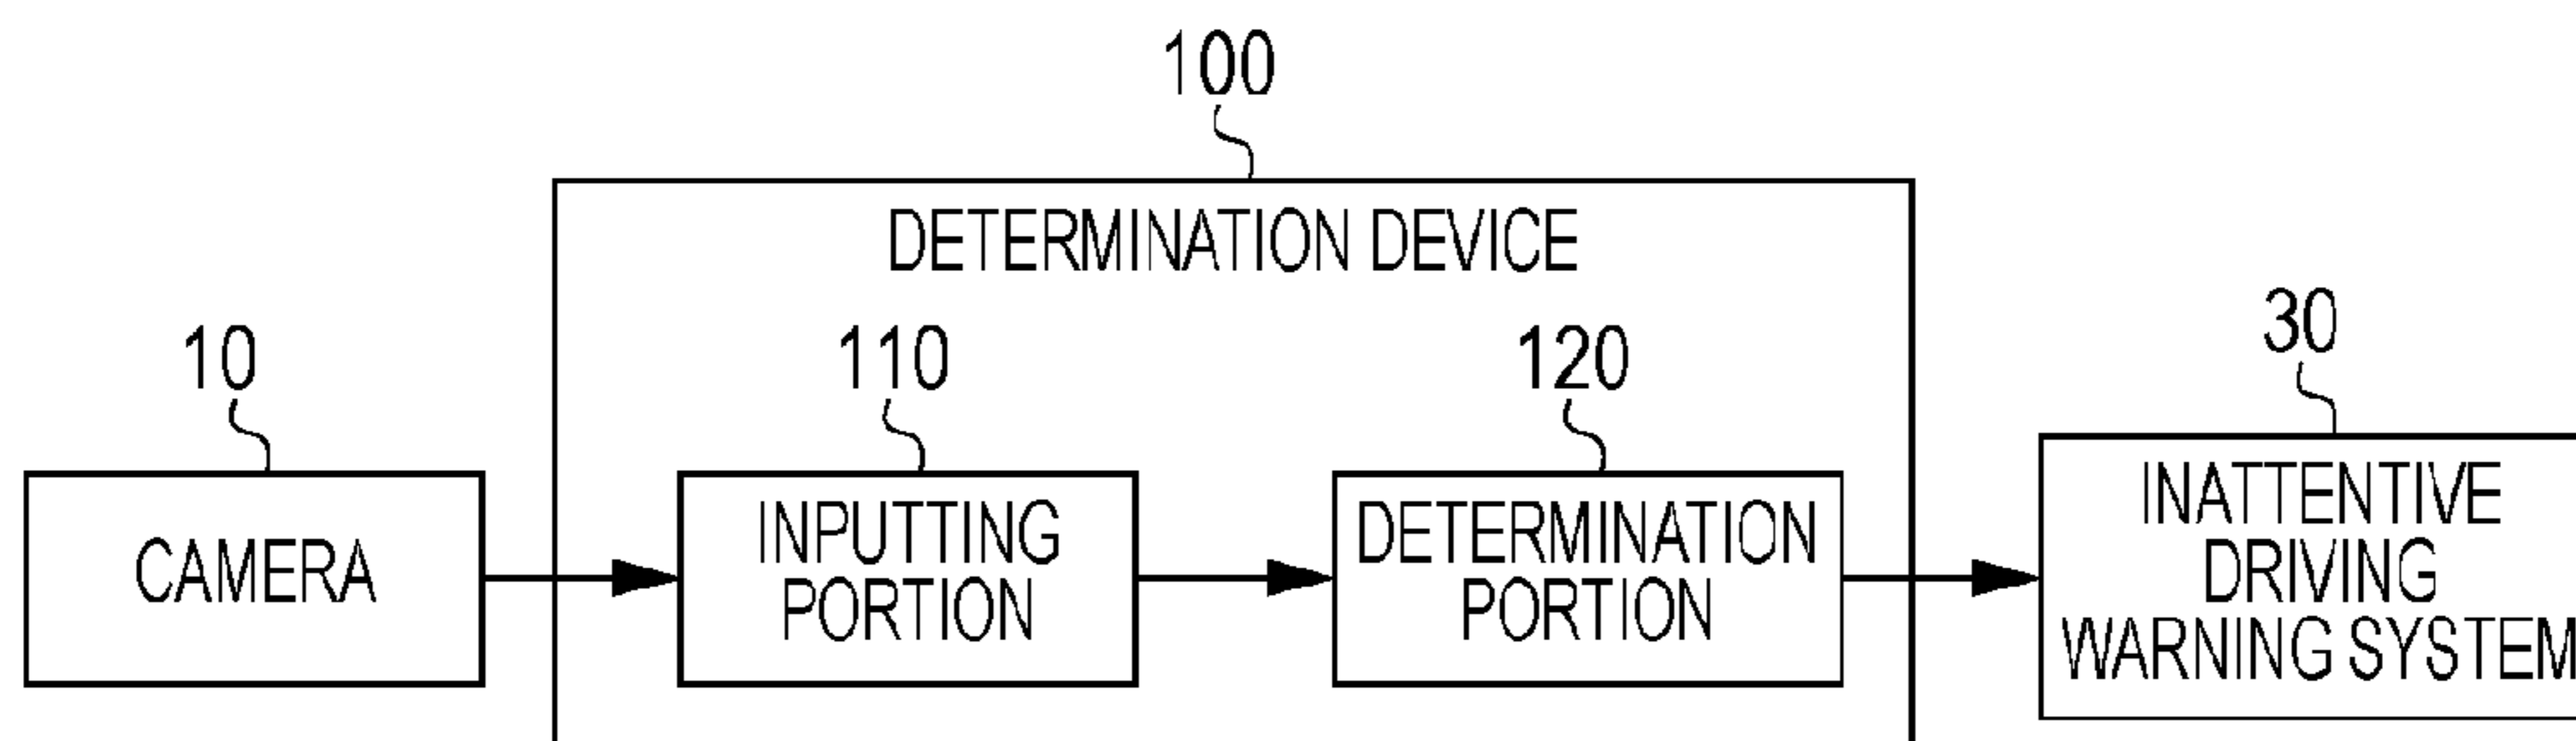 100
DETERMINATION DEVICE
10
110
120
30
CAMERA
INPUTTING
PORTION
DETERMINATION
PORTION
INATTENTIVE
DRIVING
WARNING SYSTEM